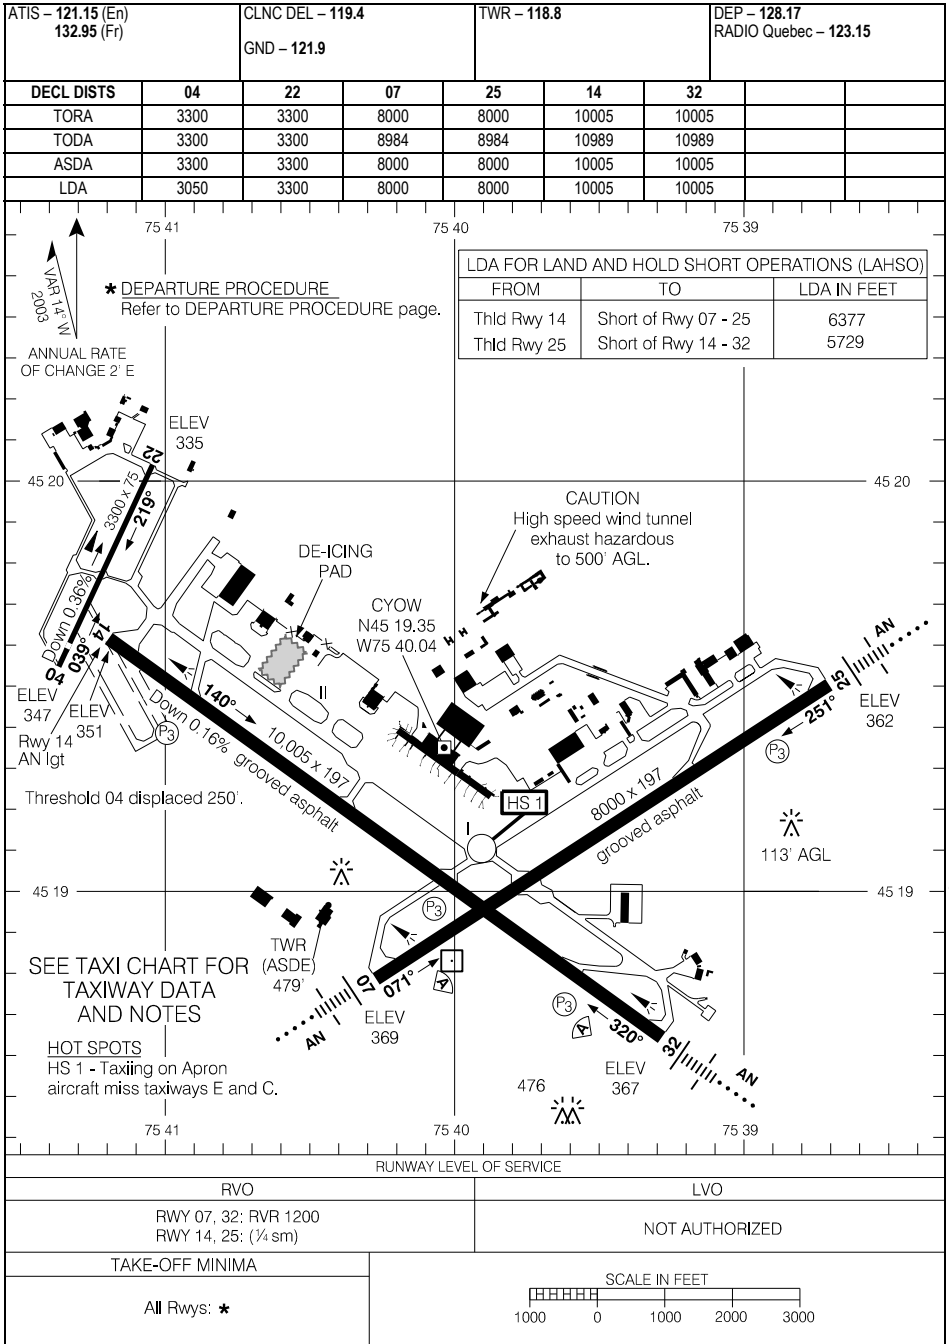 ATIS – 121.15 (En)
132.95 (Fr)
CLNC DEL – 119.4
GND – 121.9
TWR – 118.8
DEP – 128.17
RADIO Quebec – 123.15
DECL DISTS 04 22 07 25 14 32
TORA 3300 3300 8000 8000 10005 10005
TODA 3300 3300 8984 8984 10989 10989
ASDA 3300 3300 8000 8000 10005 10005
LDA 3050 3300 8000 8000 10005 10005
75 41 75 40 75 39
VAR 14° W
2003
ANNUAL RATE
OF CHANGE 2' E
* DEPARTURE PROCEDURE
Refer to DEPARTURE PROCEDURE page.
LDA FOR LAND AND HOLD SHORT OPERATIONS (LAHSO)
FROM TO LDA IN FEET
Thld Rwy 14 Short of Rwy 07 - 25 6377
Thld Rwy 25 Short of Rwy 14 - 32 5729
ELEV
335
22
45 20 45 20
3300 x 75
219°
CAUTION
High speed wind tunnel
exhaust hazardous
to 500' AGL.
DE-ICING
PAD
CYOW
N45 19.35
W75 40.04
Down 0.36%
04
039°
14
ELEV
347
ELEV
351
Rwy 14
AN lgt
P3
Threshold 04 displaced 250'.
140°
Down 0.16%
10,005 x 197
grooved asphalt
II
AN
25
ELEV
362
251°
P3
8000 x 197
grooved asphalt
HS 1
I
113' AGL
45 19 45 19
P3
TWR
(ASDE)
479'
SEE TAXI CHART FOR
TAXIWAY DATA
AND NOTES
07
071°
A
AN
ELEV
369
HOT SPOTS
HS 1 - Taxiing on Apron
aircraft miss taxiways E and C.
P3
A
320°
32
AN
ELEV
367
476
75 41 75 40 75 39
RUNWAY LEVEL OF SERVICE
RVO LVO
RWY 07, 32: RVR 1200
RWY 14, 25: (¼ sm)
NOT AUTHORIZED
TAKE-OFF MINIMA
All Rwys: *
SCALE IN FEET
1000 0 1000 2000 3000